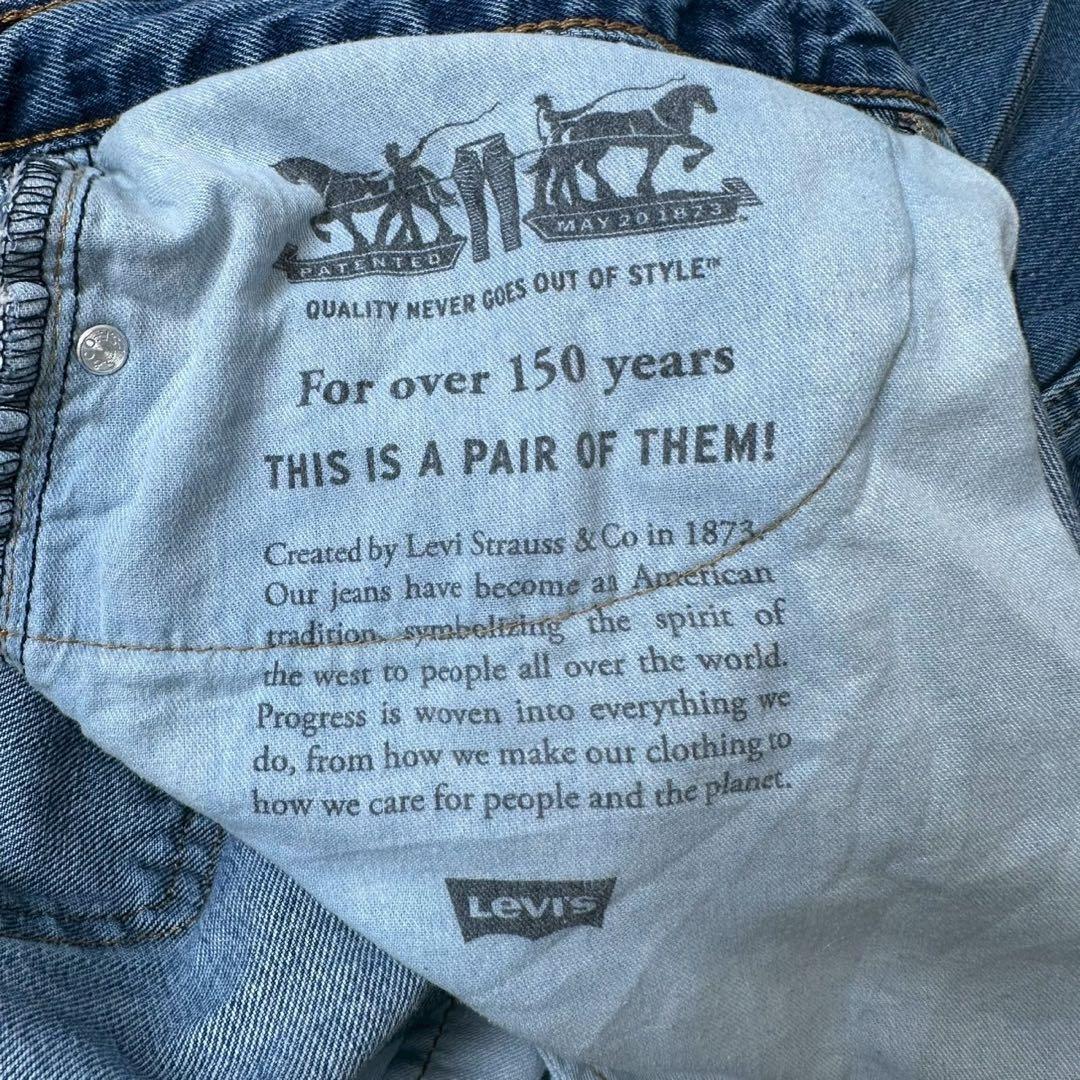 PATENTED
MAY 20 1873
QUALITY NEVER GOES OUT OF STYLE™
For over 150 years
THIS IS A PAIR OF THEM!
Created by Levi Strauss & Co in 1873.
Our jeans have become an American
tradition symbolizing the spirit of
the west to people all over the world.
Progress is woven into everything we
do, from how we make our clothing to
how we care for people and the planet.
LEVI'S